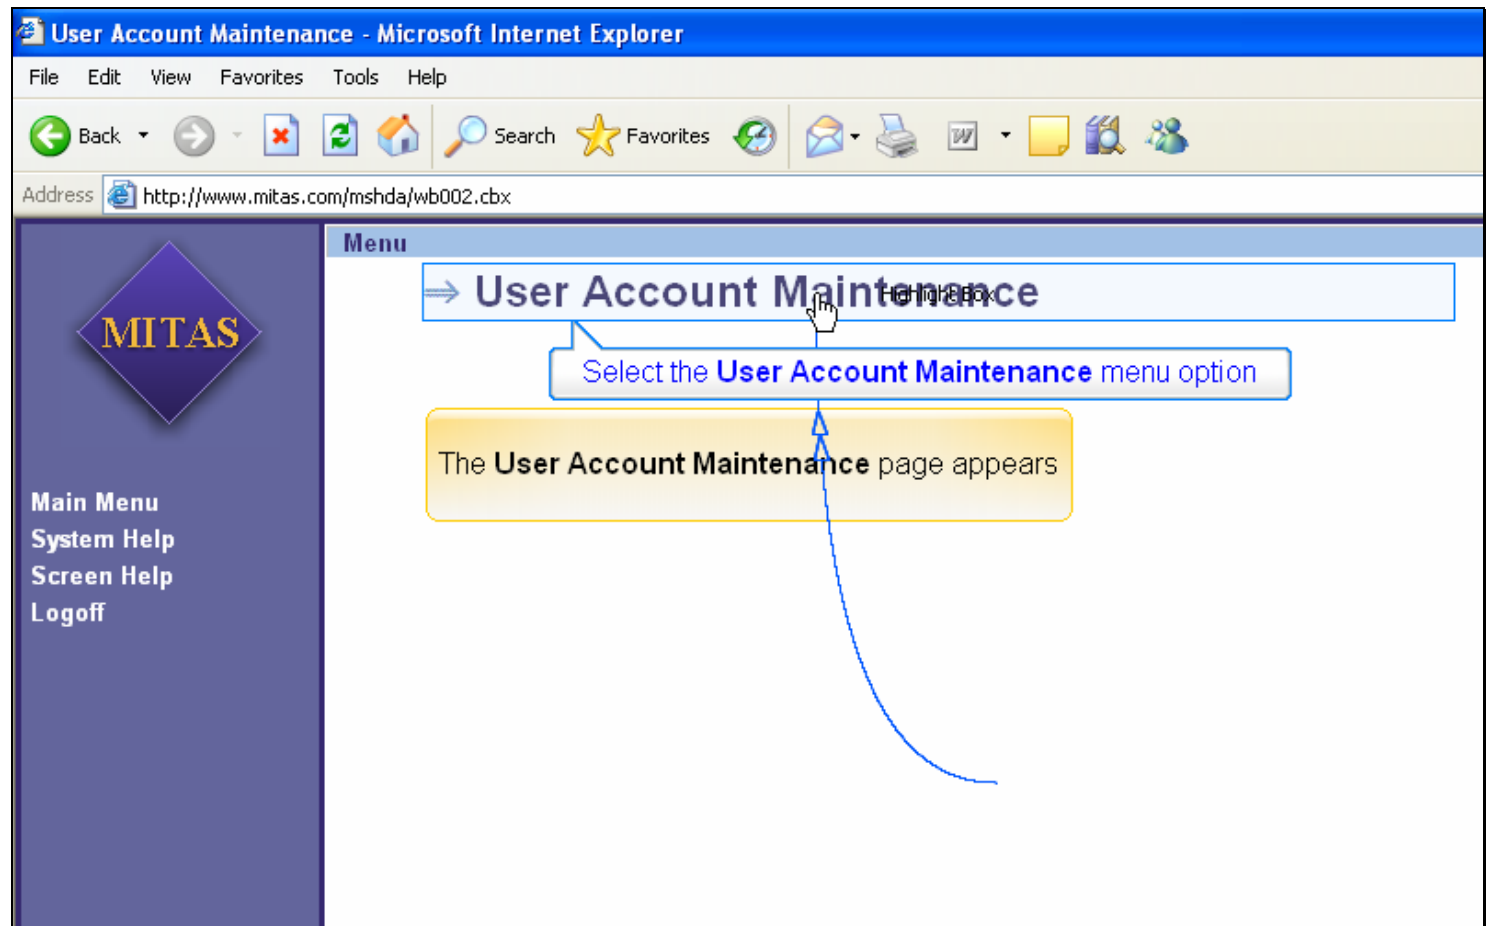 User Account Maintenance - Microsoft Internet Explorer
File Edit View Favorites Tools Help
Back Search Favorites
Address http://www.mitas.com/mshda/wb002.cbx
Menu
⇒ User Account Maintenance
Highlight Box
MITAS
Select the User Account Maintenance menu option
The User Account Maintenance page appears
Main Menu
System Help
Screen Help
Logoff